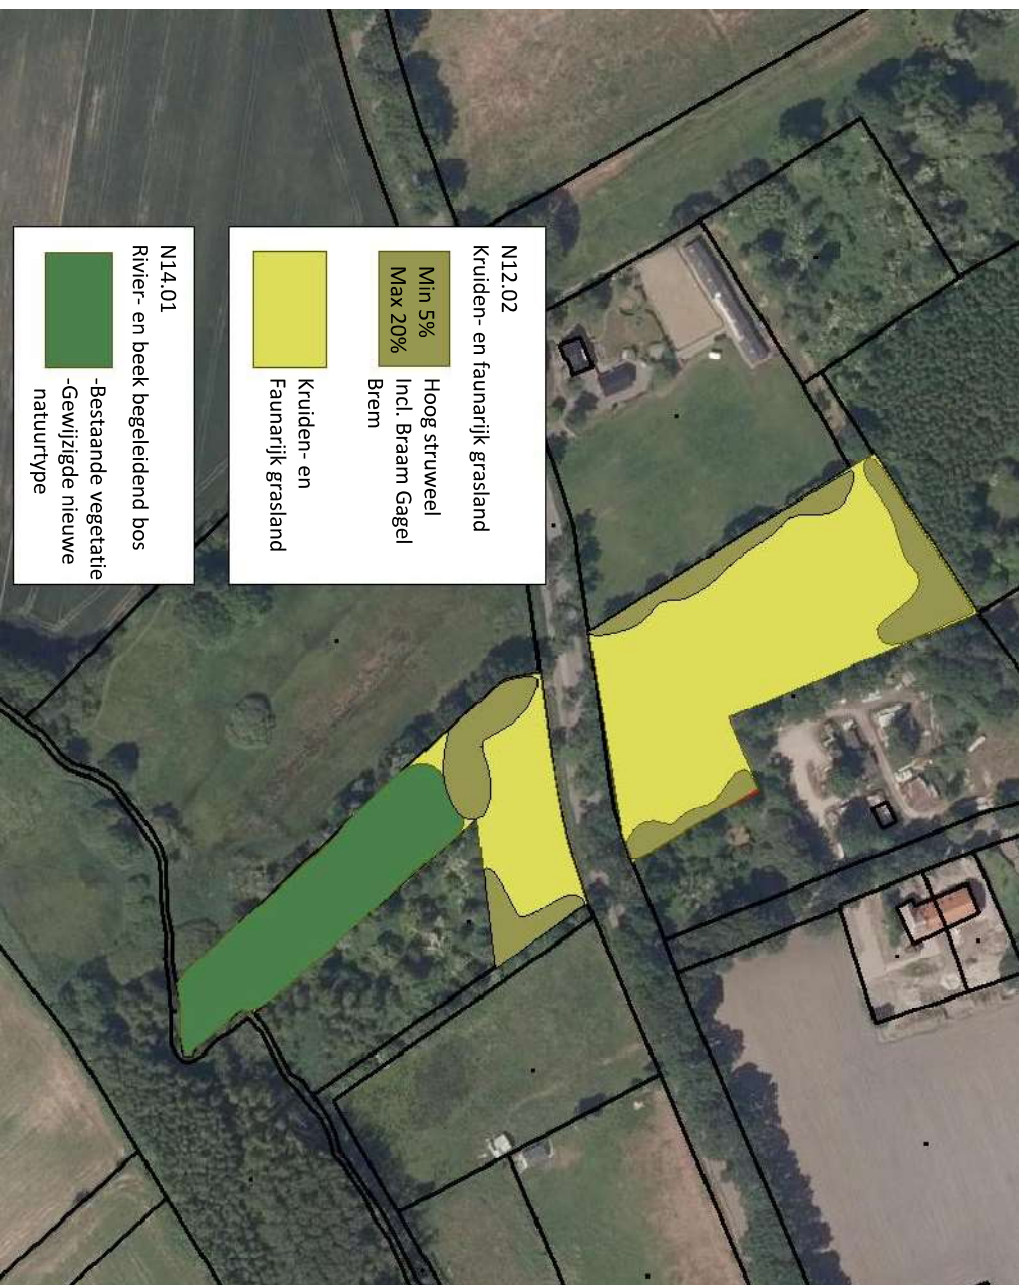 N12.02
Kruiden- en faunarijk grasland
Min 5%
Max 20%
Hoog struweel
Incl. Braam Gagel
Brem
Kruiden- en
Faunarijk grasland
N14.01
Rivier- en beek begeleidend bos
-Bestaande vegetatie
-Gewijzigde nieuwe
natuurtype